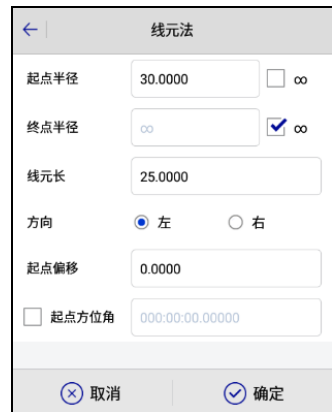 线元法
起点半径 30.0000 ∞
终点半径 ∞ ∞
线元长 25.0000
方向 左 右
起点偏移 0.0000
起点方位角 000:00:00.00000
取消 确定